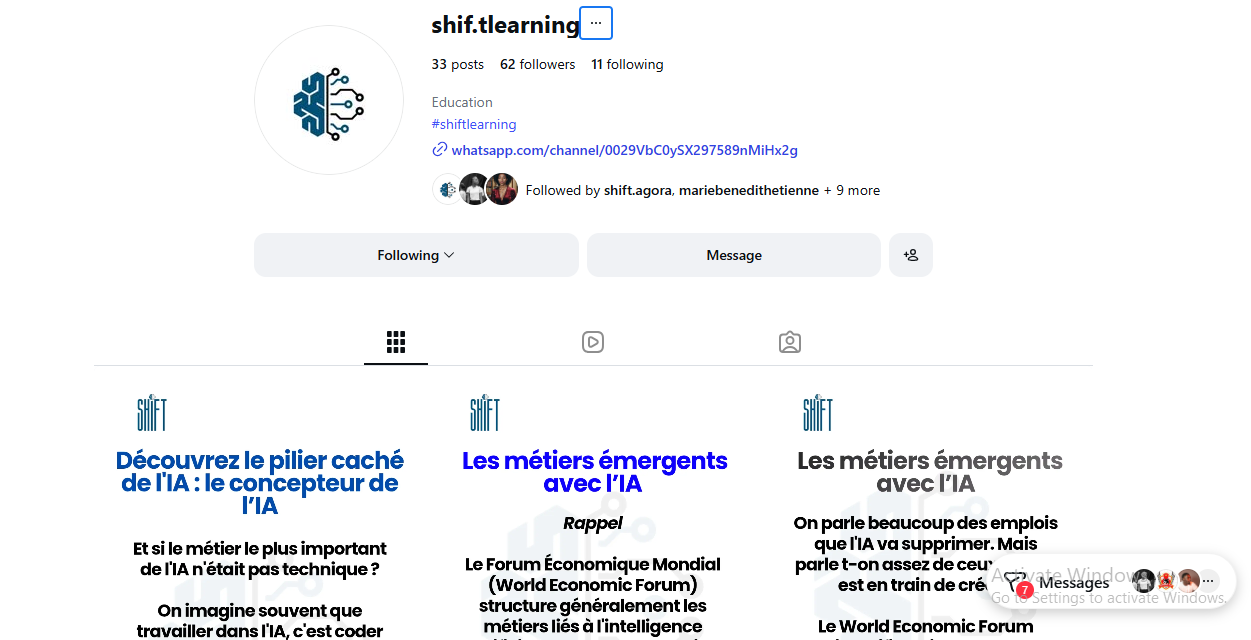 shif.tlearning
33 posts 62 followers 11 following
Education
#shiftlearning
whatsapp.com/channel/0029VbC0ySX297589nMiHx2g
Followed by shift.agora, mariebenedithetienne + 9 more
Following
Message
SHIFT
Découvrez le pilier caché
de l'IA : le concepteur de
l'IA
Et si le métier le plus important
de l'IA n'était pas technique ?
On imagine souvent que
travailler dans l'IA, c'est coder
SHIFT
Les métiers émergents
avec l'IA
Rappel
Le Forum Économique Mondial
(World Economic Forum)
structure généralement les
métiers liés à l'intelligence
SHIFT
Les métiers émergents
avec l'IA
On parle beaucoup des emplois
que l'IA va supprimer. Mais
parle t-on assez de
est en train de
Le World Economic Forum
7 Messages
Activate Windows
Go to Settings to activate Windows.